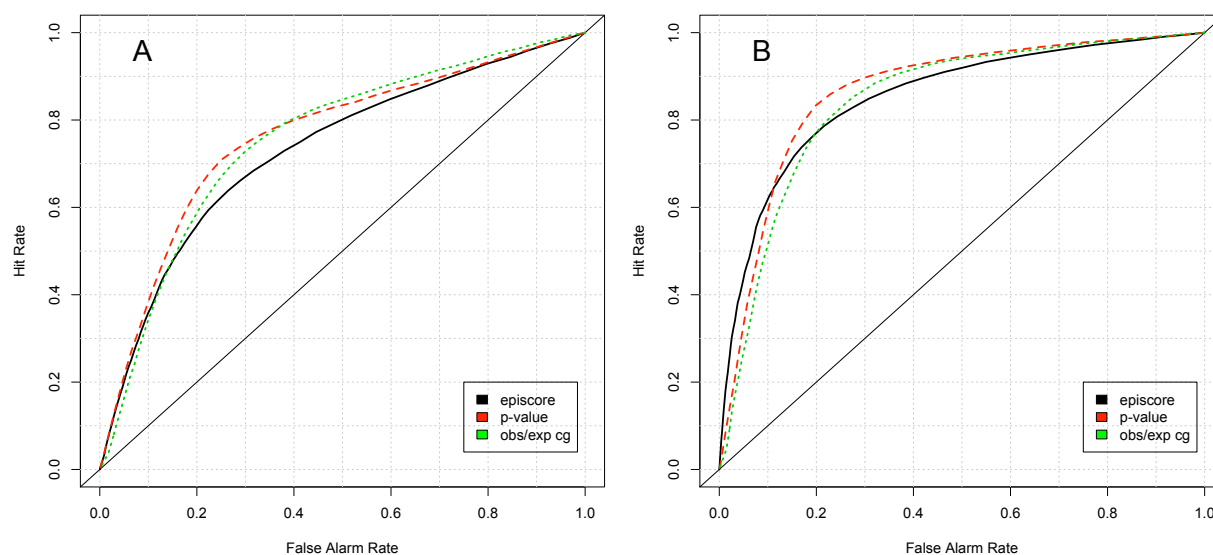 A
1.0
0.8
0.6
0.4
0.2
0.0
Hit Rate
episcore
p-value
obs/exp cg
0.0 0.2 0.4 0.6 0.8 1.0
False Alarm Rate
B
1.0
0.8
0.6
0.4
0.2
0.0
Hit Rate
episcore
p-value
obs/exp cg
0.0 0.2 0.4 0.6 0.8 1.0
False Alarm Rate